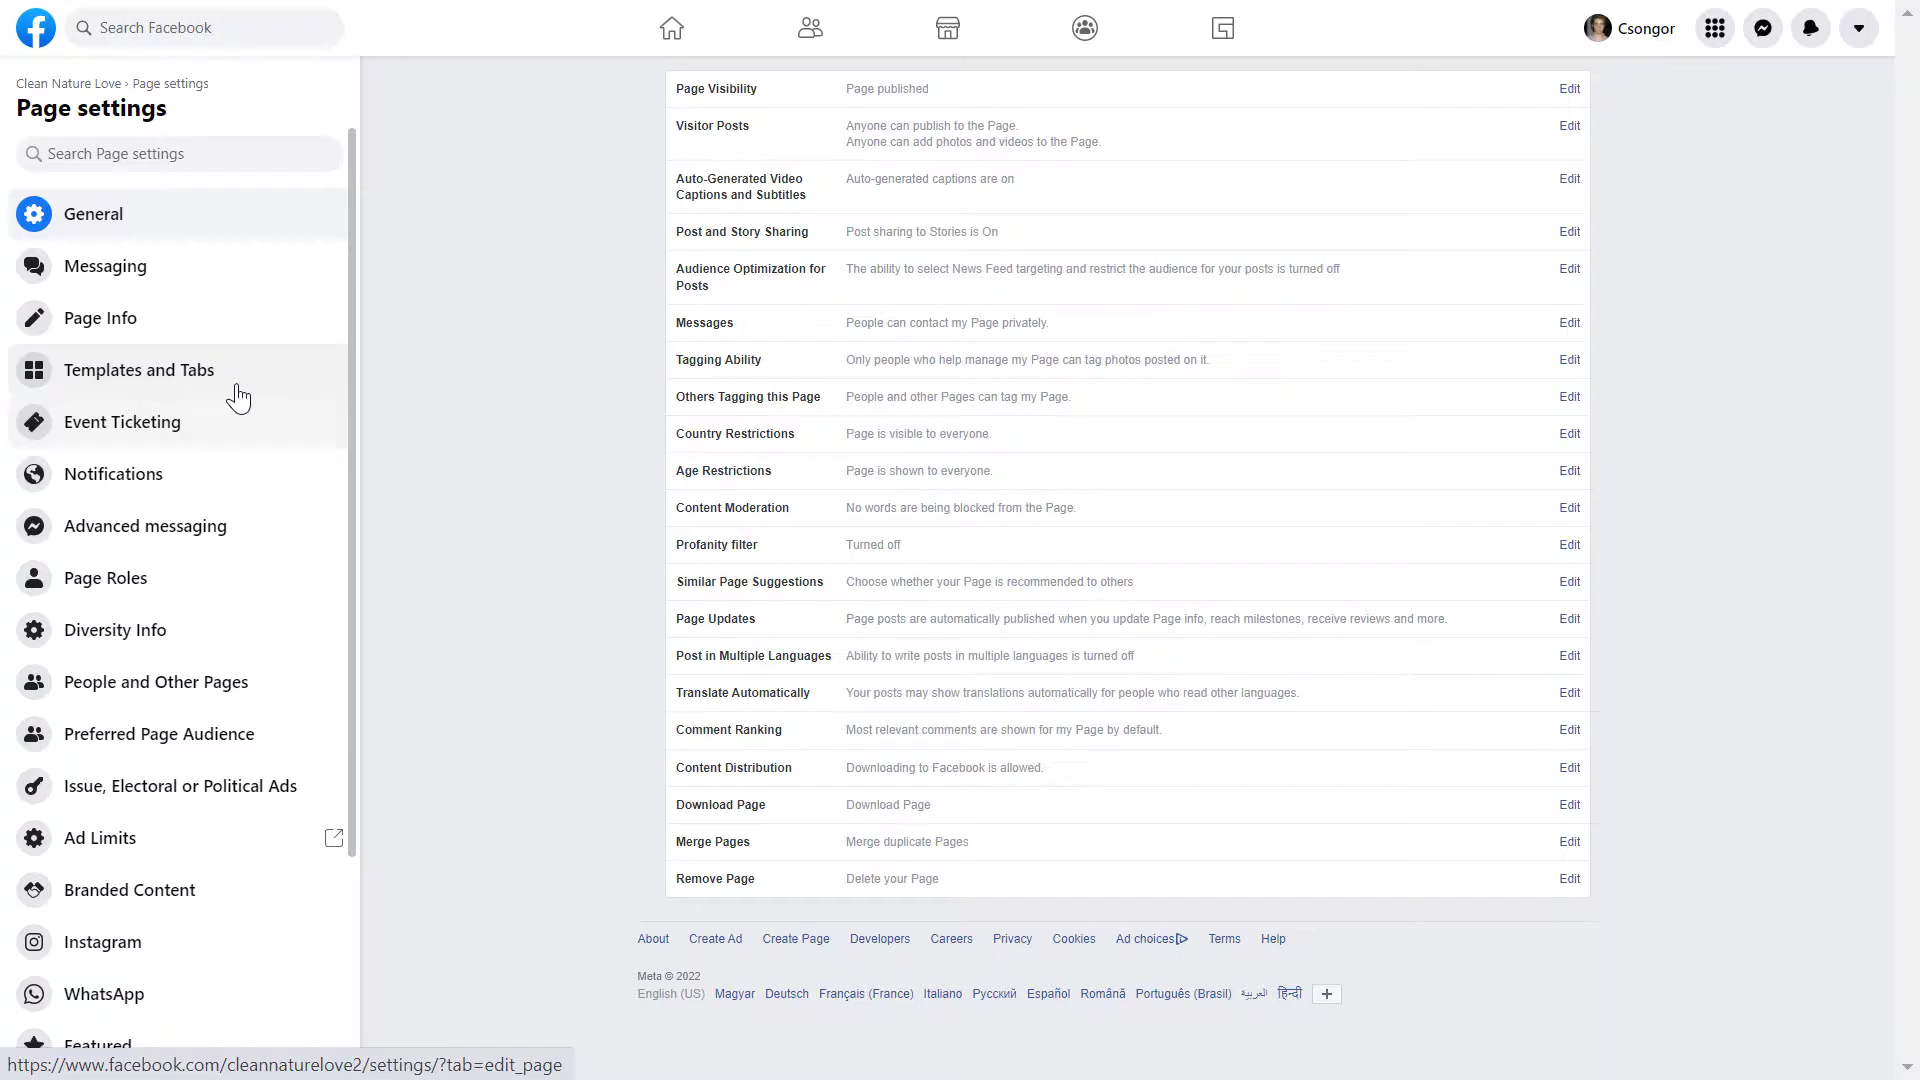 Search Facebook
Csongor
Clean Nature Love › Page settings
Page settings
Search Page settings
General
Messaging
Page Info
Templates and Tabs
Event Ticketing
Notifications
Advanced messaging
Page Roles
Diversity Info
People and Other Pages
Preferred Page Audience
Issue, Electoral or Political Ads
Ad Limits
Branded Content
Instagram
WhatsApp
Featured
https://www.facebook.com/cleannaturelove2/settings/?tab=edit_page
Page Visibility Page published Edit
Visitor Posts Anyone can publish to the Page. Edit
Anyone can add photos and videos to the Page.
Auto-Generated Video Auto-generated captions are on Edit
Captions and Subtitles
Post and Story Sharing Post sharing to Stories is On Edit
Audience Optimization for The ability to select News Feed targeting and restrict the audience for your posts is turned off Edit
Posts
Messages People can contact my Page privately. Edit
Tagging Ability Only people who help manage my Page can tag photos posted on it. Edit
Others Tagging this Page People and other Pages can tag my Page. Edit
Country Restrictions Page is visible to everyone. Edit
Age Restrictions Page is shown to everyone. Edit
Content Moderation No words are being blocked from the Page. Edit
Profanity filter Turned off Edit
Similar Page Suggestions Choose whether your Page is recommended to others Edit
Page Updates Page posts are automatically published when you update Page info, reach milestones, receive reviews and more. Edit
Post in Multiple Languages Ability to write posts in multiple languages is turned off Edit
Translate Automatically Your posts may show translations automatically for people who read other languages. Edit
Comment Ranking Most relevant comments are shown for my Page by default. Edit
Content Distribution Downloading to Facebook is allowed. Edit
Download Page Download Page Edit
Merge Pages Merge duplicate Pages Edit
Remove Page Delete your Page Edit
About Create Ad Create Page Developers Careers Privacy Cookies Ad choices Terms Help
Meta © 2022
English (US) Magyar Deutsch Français (France) Italiano Русский Español Română Português (Brasil) العربية हिन्दी +